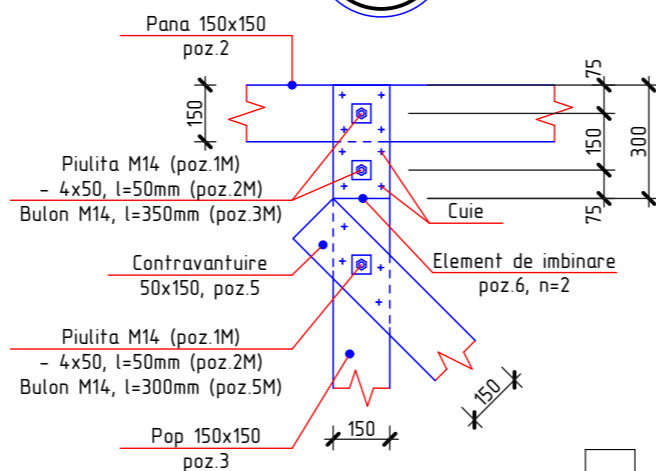 Pana 150x150
poz.2
150
75
150
300
75
Piulita M14 (poz.1M)
- 4x50, l=50mm (poz.2M)
Bulon M14, l=350mm (poz.3M)
Cuie
Contravantuire
50x150, poz.5
Element de imbinare
poz.6, n=2
Piulita M14 (poz.1M)
- 4x50, l=50mm (poz.2M)
Bulon M14, l=300mm (poz.5M)
150
150
Pop 150x150
poz.3